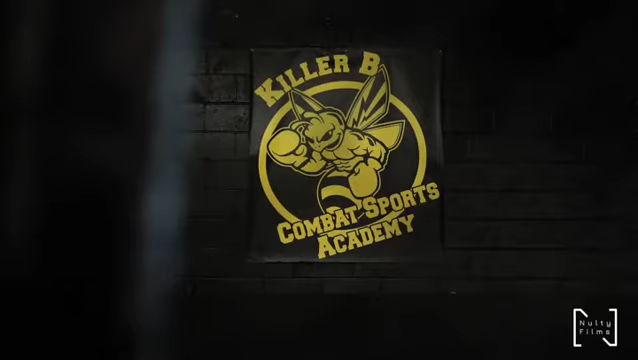 KILLER B
COMBAT SPORTS
ACADEMY
Nulty
Films